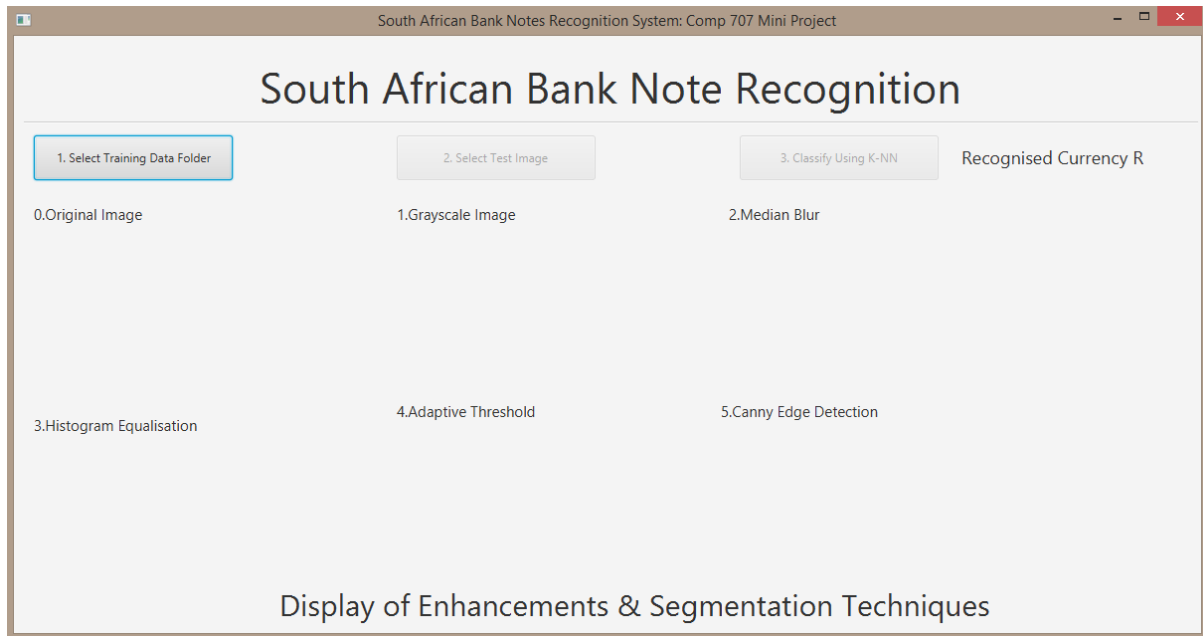 South African Bank Notes Recognition System: Comp 707 Mini Project
South African Bank Note Recognition
1. Select Training Data Folder
2. Select Test Image
3. Classify Using K-NN
Recognised Currency R
0.Original Image
1.Grayscale Image
2.Median Blur
3.Histogram Equalisation
4.Adaptive Threshold
5.Canny Edge Detection
Display of Enhancements & Segmentation Techniques